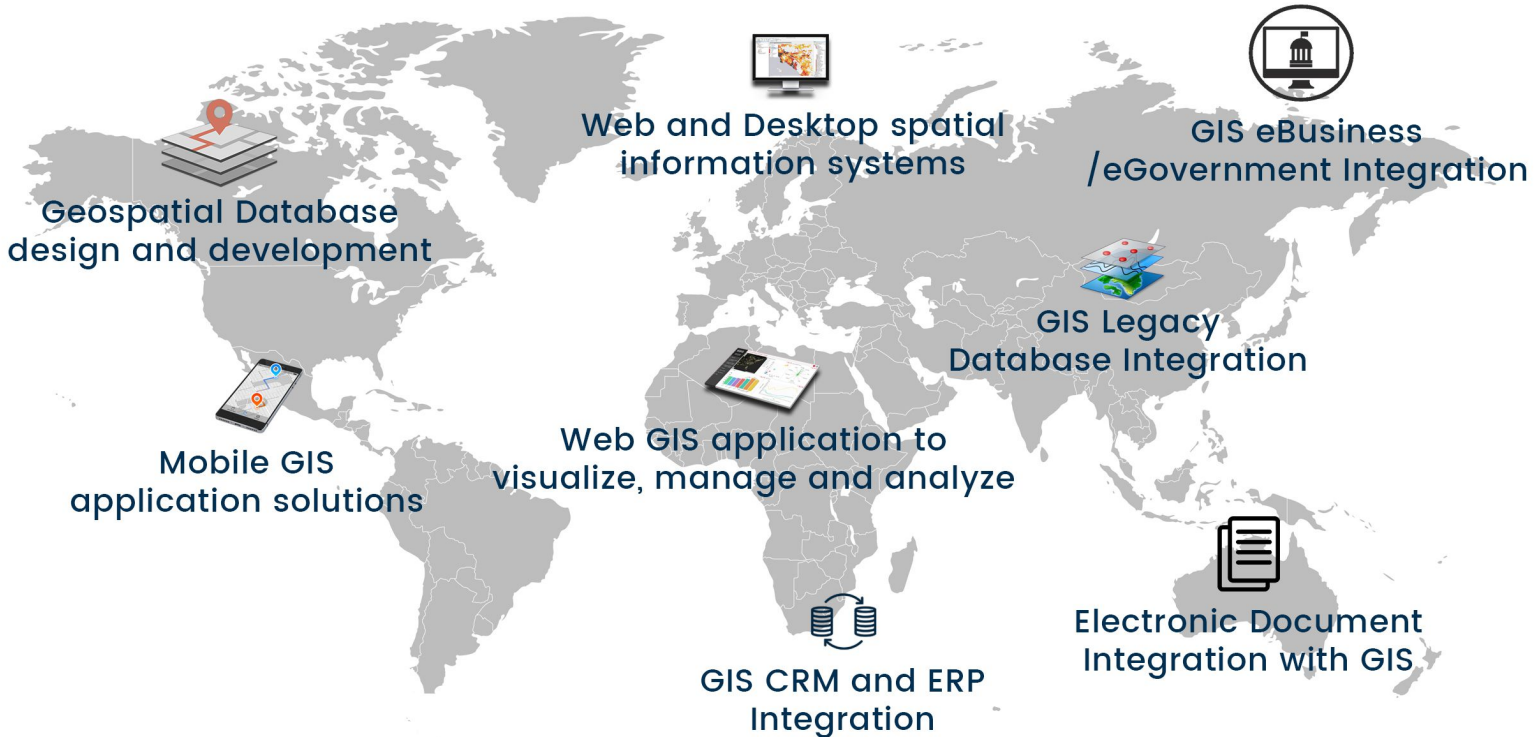 Web and Desktop spatial
information systems
GIS eBusiness
/eGovernment Integration
Geospatial Database
design and development
GIS Legacy
Database Integration
Mobile GIS
application solutions
Web GIS application to
visualize, manage and analyze
Electronic Document
Integration with GIS
GIS CRM and ERP
Integration